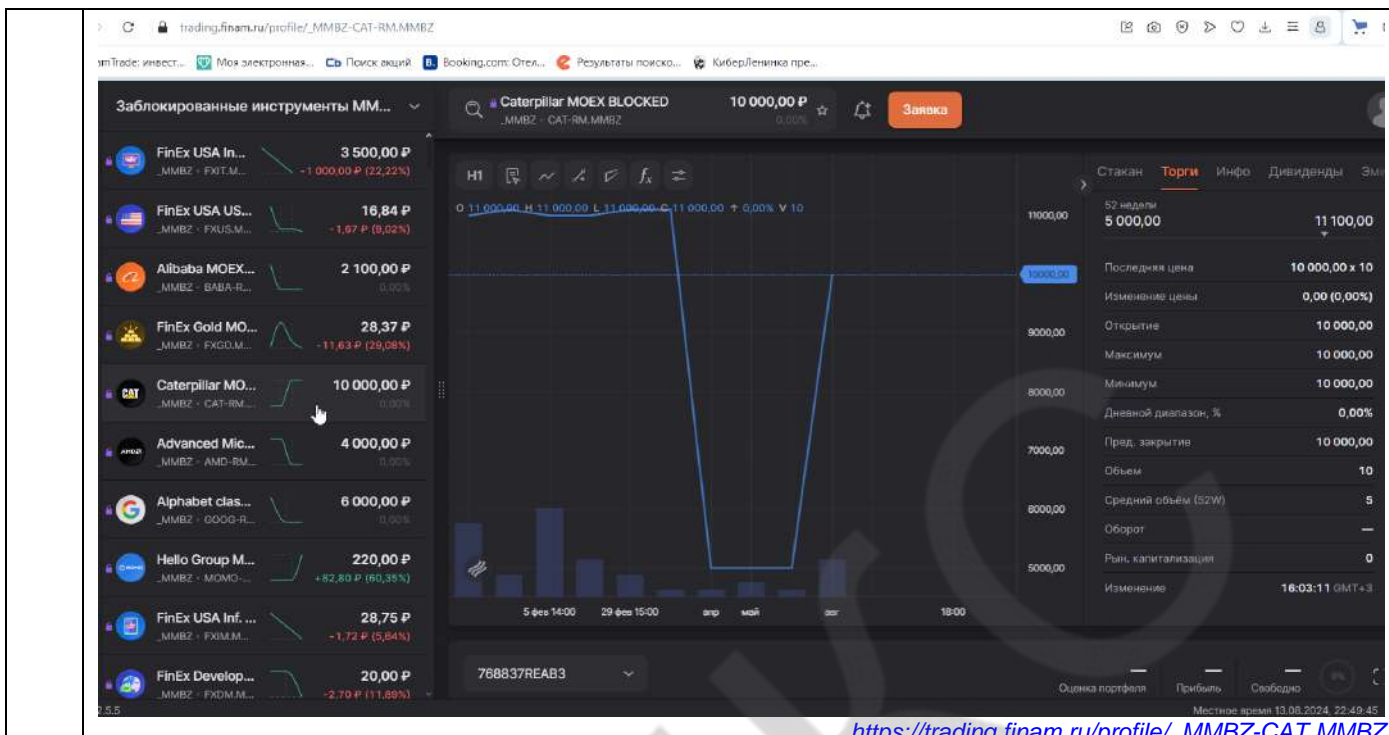 trading.finam.ru/profile/_MMBZ-CAT-RM.MMBZ
amTrade: инвест... Моя электронная... Сb Поиск акций B. Booking.com: Отел... Результаты поиско... КиберЛенинка пре...
Заблокированные инструменты ММ...
Caterpillar MOEX BLOCKED
_MMBZ - CAT-RM.MMBZ
10 000,00 ₽
0,00%
Заявка
FinEx USA In... 3 500,00 ₽
_MMBZ - FXIT.M... -1 000,00 ₽ (22,22%)
FinEx USA US... 16,84 ₽
_MMBZ - FXUS.M... -1,67 ₽ (9,02%)
Alibaba MOEX... 2 100,00 ₽
_MMBZ - BABA-R... 0,00%
FinEx Gold MO... 28,37 ₽
_MMBZ - FXGD.M... -11,63 ₽ (29,08%)
CAT Caterpillar MO... 10 000,00 ₽
_MMBZ - CAT-RM.... 0,00%
AMD Advanced Mic... 4 000,00 ₽
_MMBZ - AMD-RM... 0,00%
Alphabet clas... 6 000,00 ₽
_MMBZ - GOOG-R... 0,00%
Hello Group M... 220,00 ₽
_MMBZ - MOMO-... +82,80 ₽ (60,35%)
FinEx USA Inf. ... 28,75 ₽
_MMBZ - FXIM.M... -1,72 ₽ (5,64%)
FinEx Develop... 20,00 ₽
_MMBZ - FXDM.M... -2,70 ₽ (11,89%)
2.5.5
H1 fx
O 11 000,00 H 11 000,00 L 11 000,00 C 11 000,00 ↑ 0,00% V 10
11000,00
10000,00
9000,00
8000,00
7000,00
6000,00
5000,00
5 фев 14:00 29 фев 15:00 апр май авг 18:00
Стакан Торги Инфо Дивиденды Эми
52 недели
5 000,00 11 100,00
Последняя цена 10 000,00 x 10
Изменение цены 0,00 (0,00%)
Открытие 10 000,00
Максимум 10 000,00
Минимум 10 000,00
Дневной диапазон, % 0,00%
Пред. закрытие 10 000,00
Объем 10
Средний объём (52W) 5
Оборот —
Рын. капитализация 0
Изменение 16:03:11 GMT+3
768837REAB3
— — —
Оценка портфеля Прибыль Свободно
Местное время 13.08.2024, 22:49:45
https://trading.finam.ru/profile/_MMBZ-CAT.MMBZ